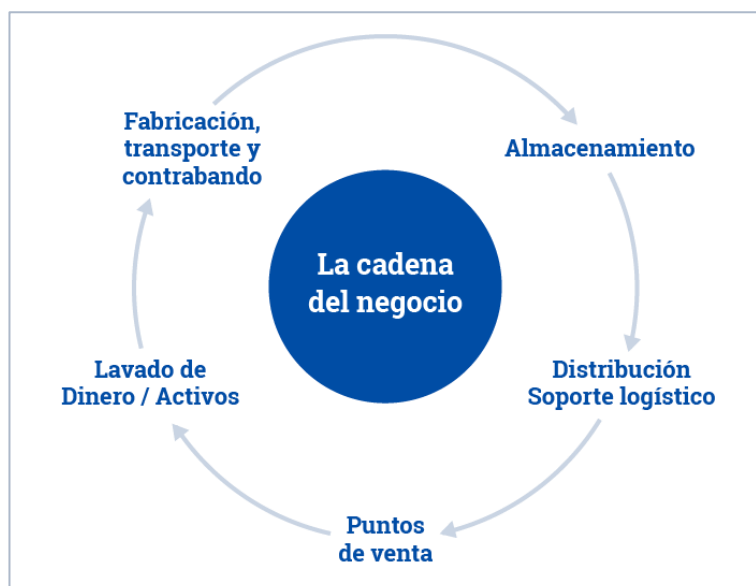 Fabricación,
transporte y
contrabando
Almacenamiento
La cadena
del negocio
Lavado de
Dinero / Activos
Distribución
Soporte logístico
Puntos
de venta